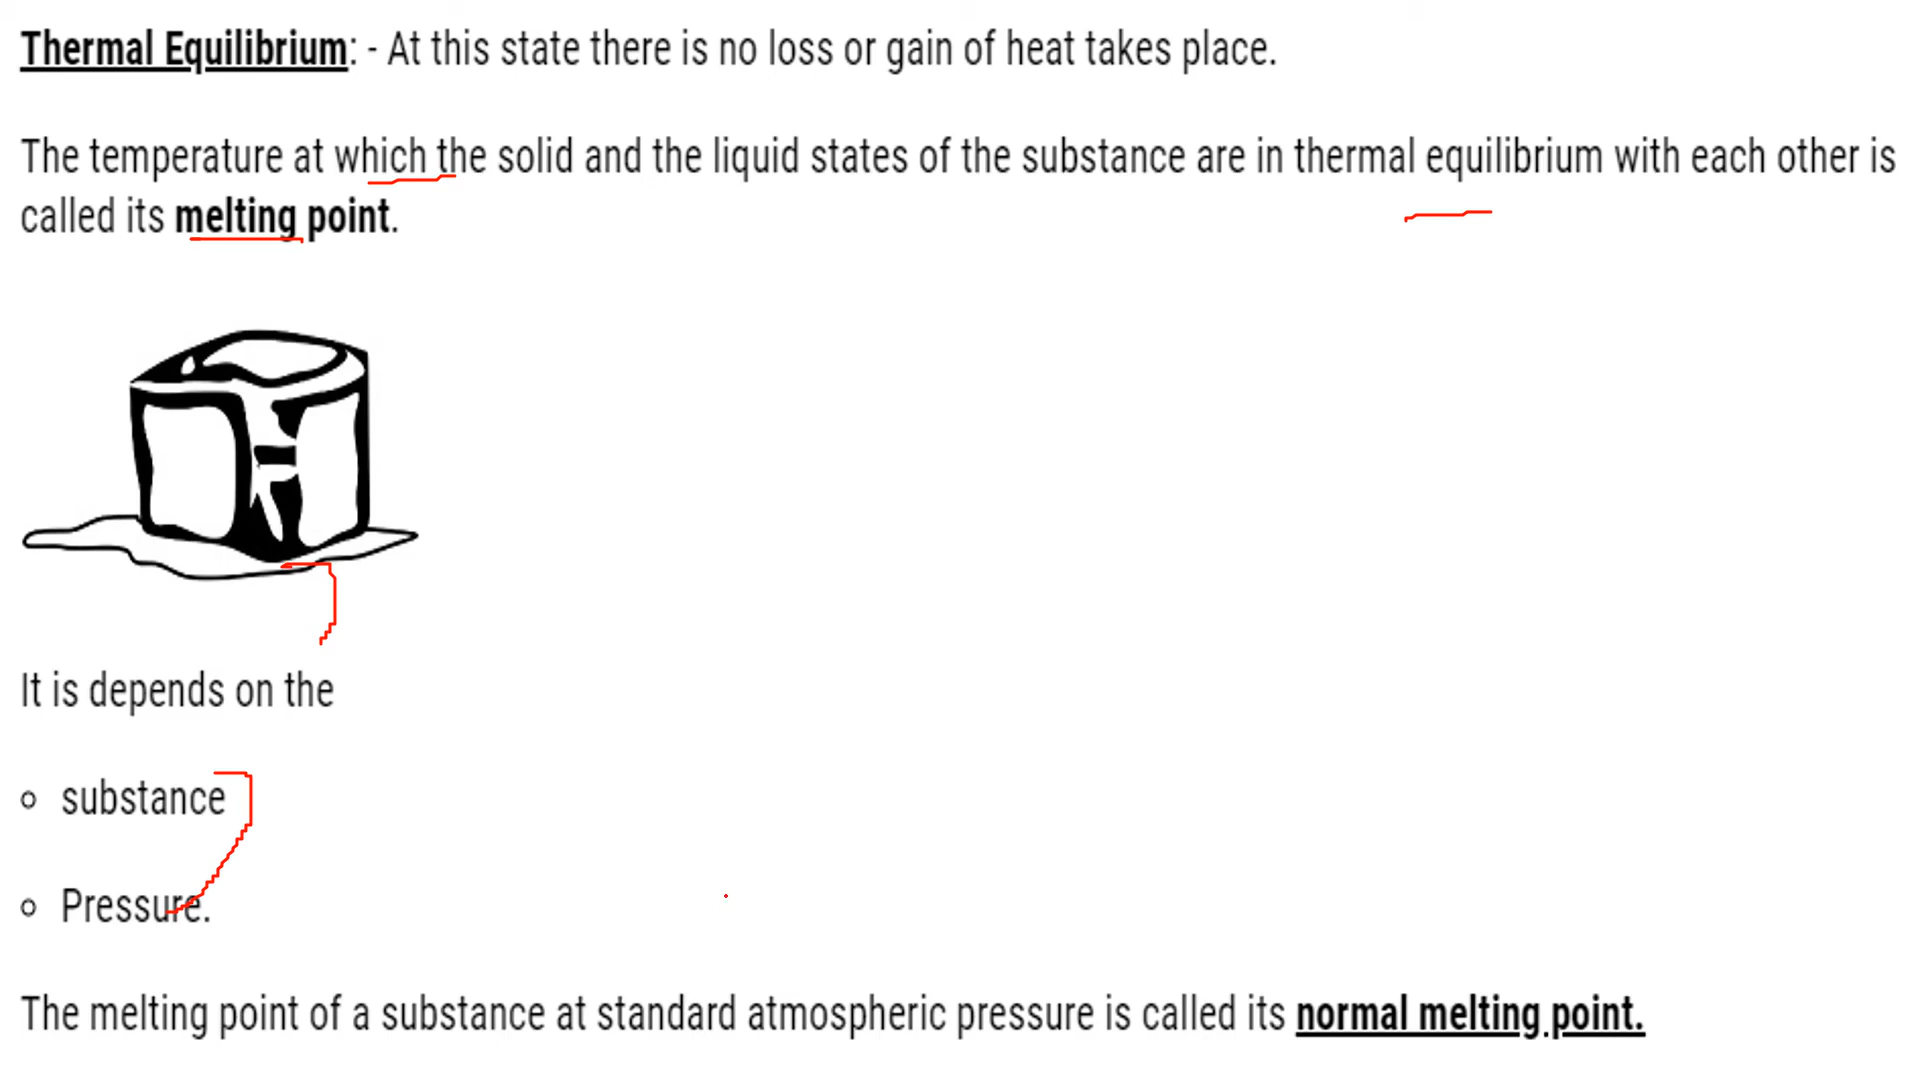 Thermal Equilibrium: - At this state there is no loss or gain of heat takes place.
The temperature at which the solid and the liquid states of the substance are in thermal equilibrium with each other is
called its melting point.
It is depends on the
○ substance
○ Pressure.
The melting point of a substance at standard atmospheric pressure is called its normal melting point.